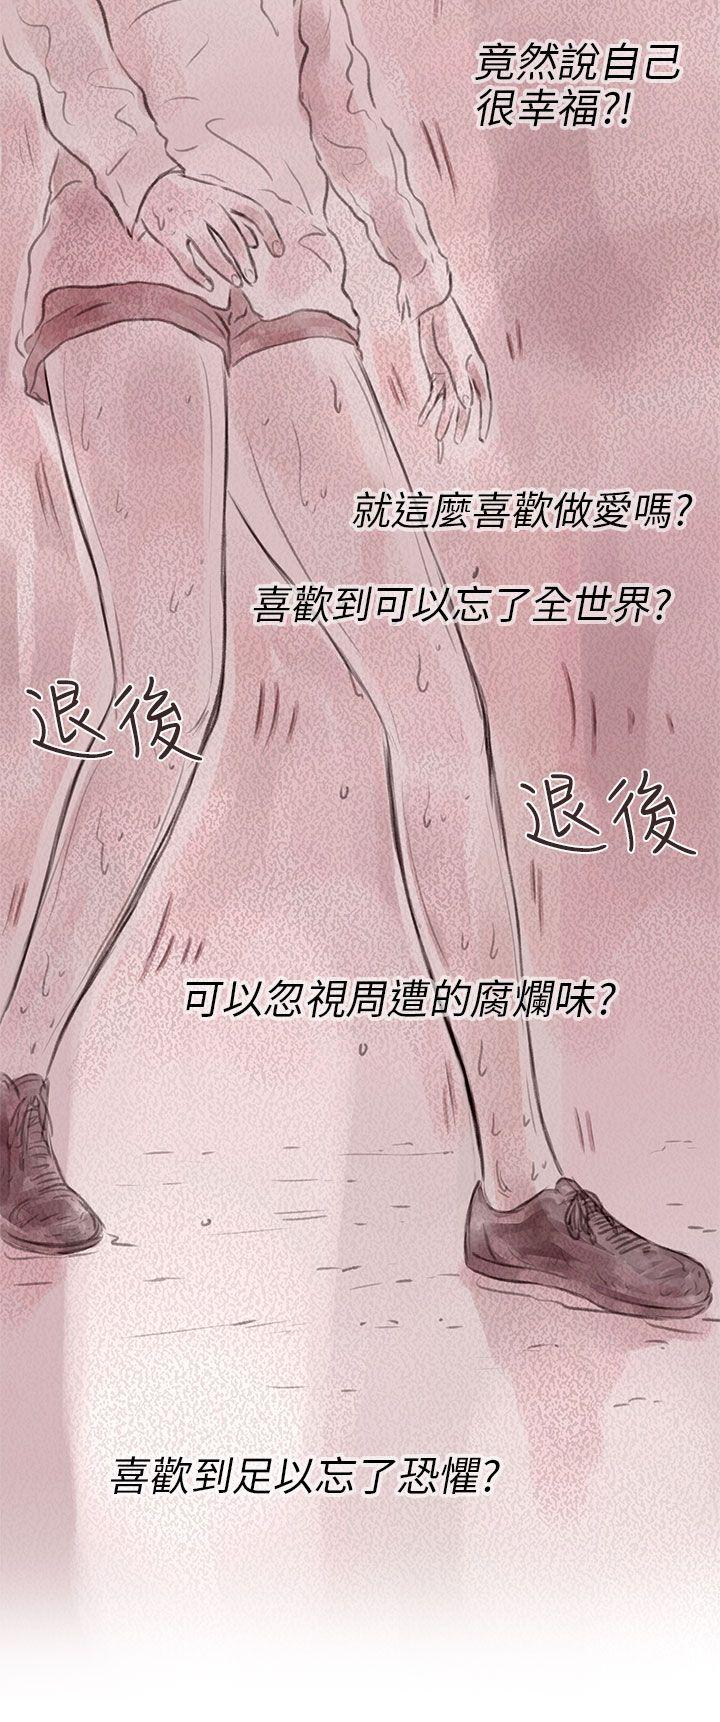 竟然說自己
很幸福?!
就這麼喜歡做愛嗎?
喜歡到可以忘了全世界?
退後
退後
可以忽視周遭的腐爛味?
喜歡到足以忘了恐懼?